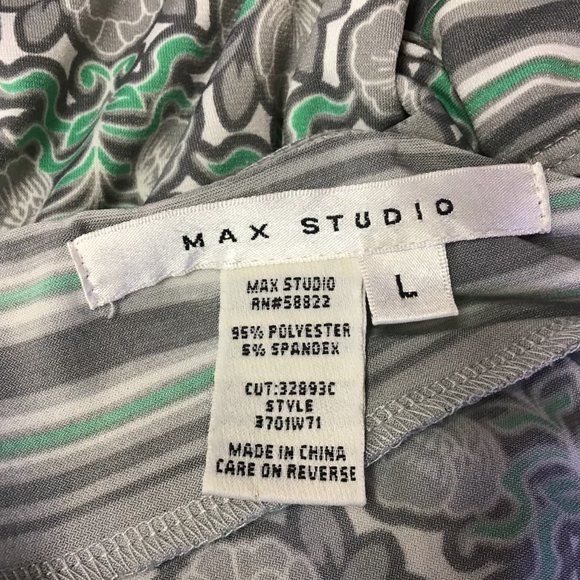 MAX STUDIO
L
MAX STUDIO
RN#58822
95% POLYESTER
5% SPANDEX
CUT:32893C
STYLE
3701W71
MADE IN CHINA
CARE ON REVERSE